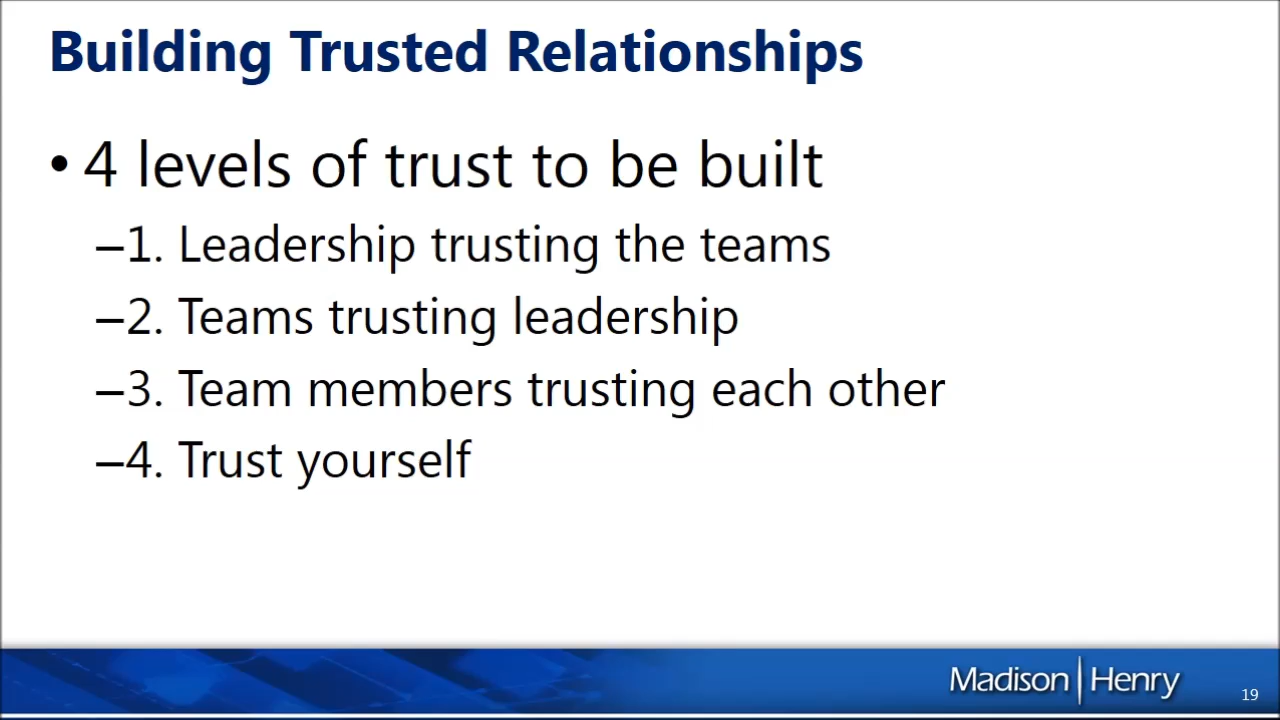 Building Trusted Relationships
• 4 levels of trust to be built
–1. Leadership trusting the teams
–2. Teams trusting leadership
–3. Team members trusting each other
–4. Trust yourself
Madison|Henry
19